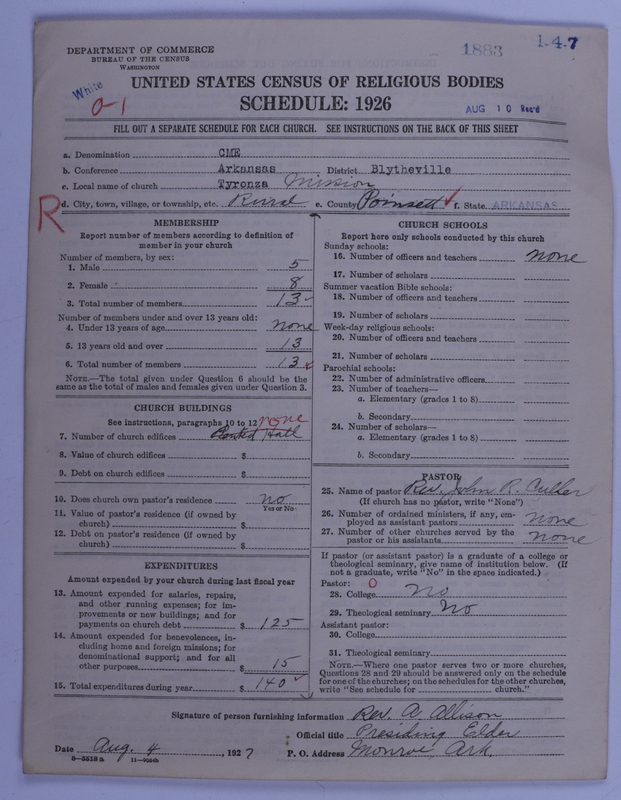 DEPARTMENT OF COMMERCE
BUREAU OF THE CENSUS
WASHINGTON
1883
1-4-7
White
0-1
UNITED STATES CENSUS OF RELIGIOUS BODIES
SCHEDULE: 1926
AUG 10 Rec'd
FILL OUT A SEPARATE SCHEDULE FOR EACH CHURCH. SEE INSTRUCTIONS ON THE BACK OF THIS SHEET
a. Denomination CME
b. Conference Arkansas District Blytheville
c. Local name of church Tyronza Mission
R
d. City, town, village, or township, etc. Rural e. County Poinsett f. State ARKANSAS
MEMBERSHIP
Report number of members according to definition of
member in your church
Number of members, by sex:
1. Male 5
2. Female 8
3. Total number of members 13
Number of members under and over 13 years old:
4. Under 13 years of age none
5. 13 years old and over 13
6. Total number of members 13
NOTE.—The total given under Question 6 should be the
same as the total of males and females given under Question 3.
CHURCH BUILDINGS
See instructions, paragraphs 10 to 12 none
7. Number of church edifices Rented Hall
8. Value of church edifices $
9. Debt on church edifices $
10. Does church own pastor's residence no
Yes or No
11. Value of pastor's residence (if owned by
church) $
12. Debt on pastor's residence (if owned by
church) $
EXPENDITURES
Amount expended by your church during last fiscal year
13. Amount expended for salaries, repairs,
and other running expenses; for im-
provements or new buildings; and for
payments on church debt $ 125
14. Amount expended for benevolences, in-
cluding home and foreign missions; for
denominational support; and for all
other purposes $ 15
15. Total expenditures during year $ 140
CHURCH SCHOOLS
Report here only schools conducted by this church
Sunday schools:
16. Number of officers and teachers none
17. Number of scholars
Summer vacation Bible schools:
18. Number of officers and teachers
19. Number of scholars
Week-day religious schools:
20. Number of officers and teachers
21. Number of scholars
Parochial schools:
22. Number of administrative officers
23. Number of teachers—
a. Elementary (grades 1 to 8)
b. Secondary
24. Number of scholars—
a. Elementary (grades 1 to 8)
b. Secondary
PASTOR
25. Name of pastor Rev. John R. Culler
(If church has no pastor, write "None")
26. Number of ordained ministers, if any, em-
ployed as assistant pastors none
27. Number of other churches served by the
pastor or his assistants none
If pastor (or assistant pastor) is a graduate of a college or
theological seminary, give name of institution below. (If
not a graduate, write "No" in the space indicated.)
Pastor: 0
28. College No
29. Theological seminary No
Assistant pastor:
30. College
31. Theological seminary
NOTE.—Where one pastor serves two or more churches,
Questions 28 and 29 should be answered only on the schedule
for one of the churches; on the schedules for the other churches,
write "See schedule for church."
Signature of person furnishing information Rev. A Allison
Official title Presiding Elder
Date Aug. 4, 1927 P. O. Address Monroe, Ark.